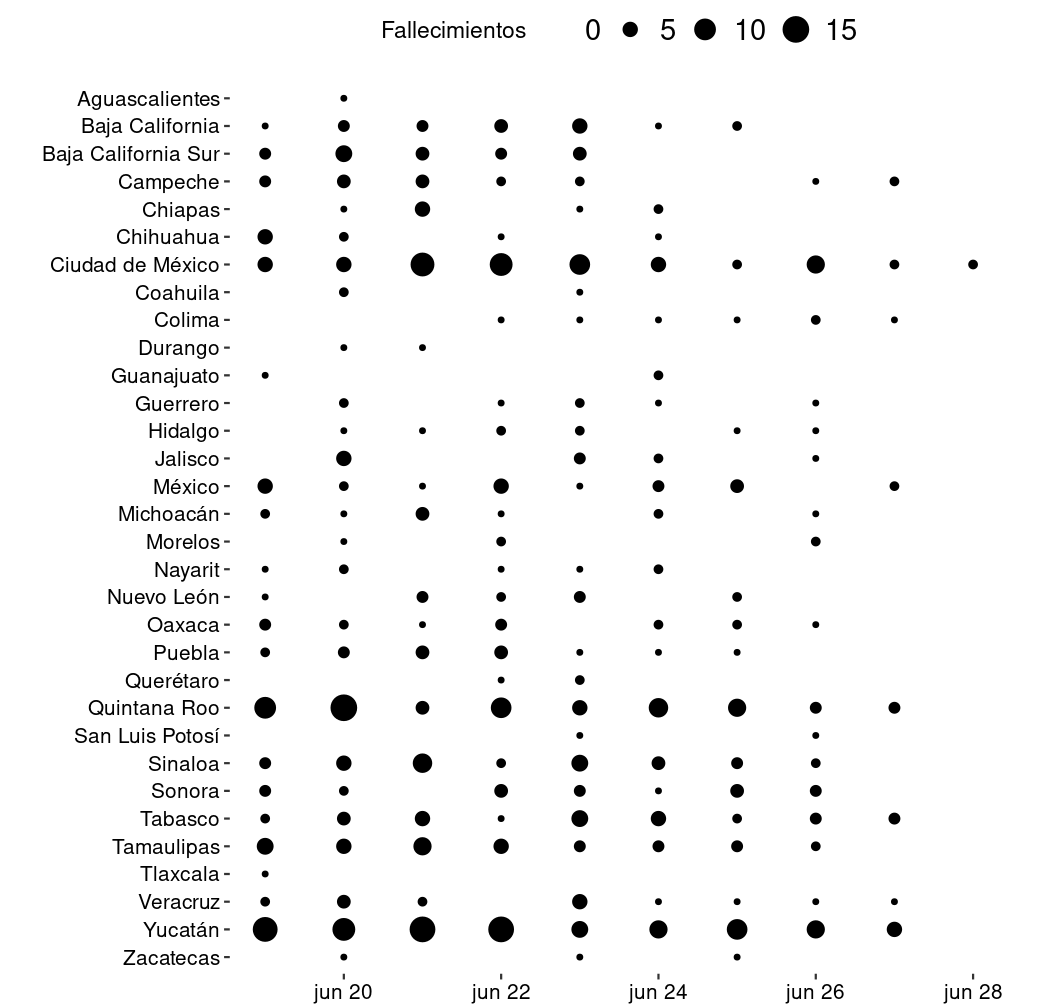 Fallecimientos 0 5 10 15
Aguascalientes
Baja California
Baja California Sur
Campeche
Chiapas
Chihuahua
Ciudad de México
Coahuila
Colima
Durango
Guanajuato
Guerrero
Hidalgo
Jalisco
México
Michoacán
Morelos
Nayarit
Nuevo León
Oaxaca
Puebla
Querétaro
Quintana Roo
San Luis Potosí
Sinaloa
Sonora
Tabasco
Tamaulipas
Tlaxcala
Veracruz
Yucatán
Zacatecas
jun 20 jun 22 jun 24 jun 26 jun 28